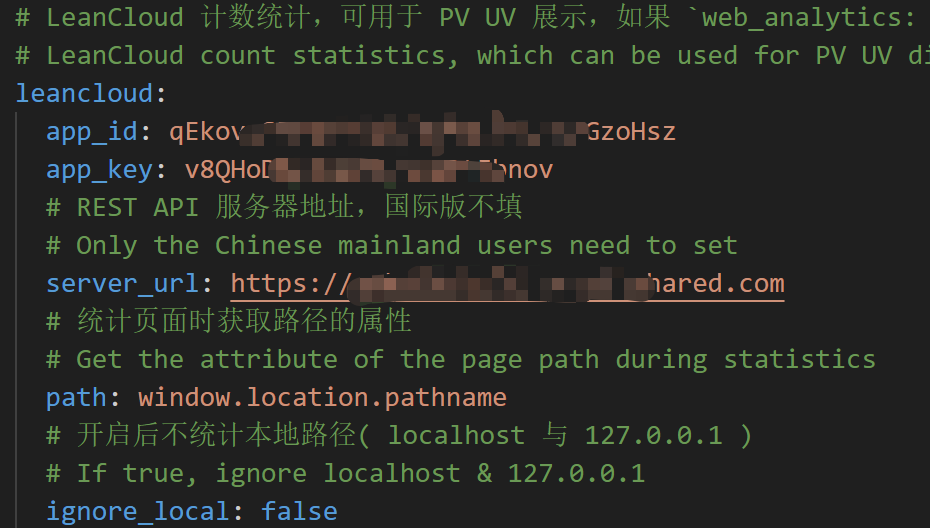 # LeanCloud 计数统计，可用于 PV UV 展示，如果 `web_analytics:
# LeanCloud count statistics, which can be used for PV UV di
leancloud:
app_id: qEkov GzoHsz
app_key: v8QHoD bnov
# REST API 服务器地址，国际版不填
# Only the Chinese mainland users need to set
server_url: https:// hared.com
# 统计页面时获取路径的属性
# Get the attribute of the page path during statistics
path: window.location.pathname
# 开启后不统计本地路径( localhost 与 127.0.0.1 )
# If true, ignore localhost & 127.0.0.1
ignore_local: false